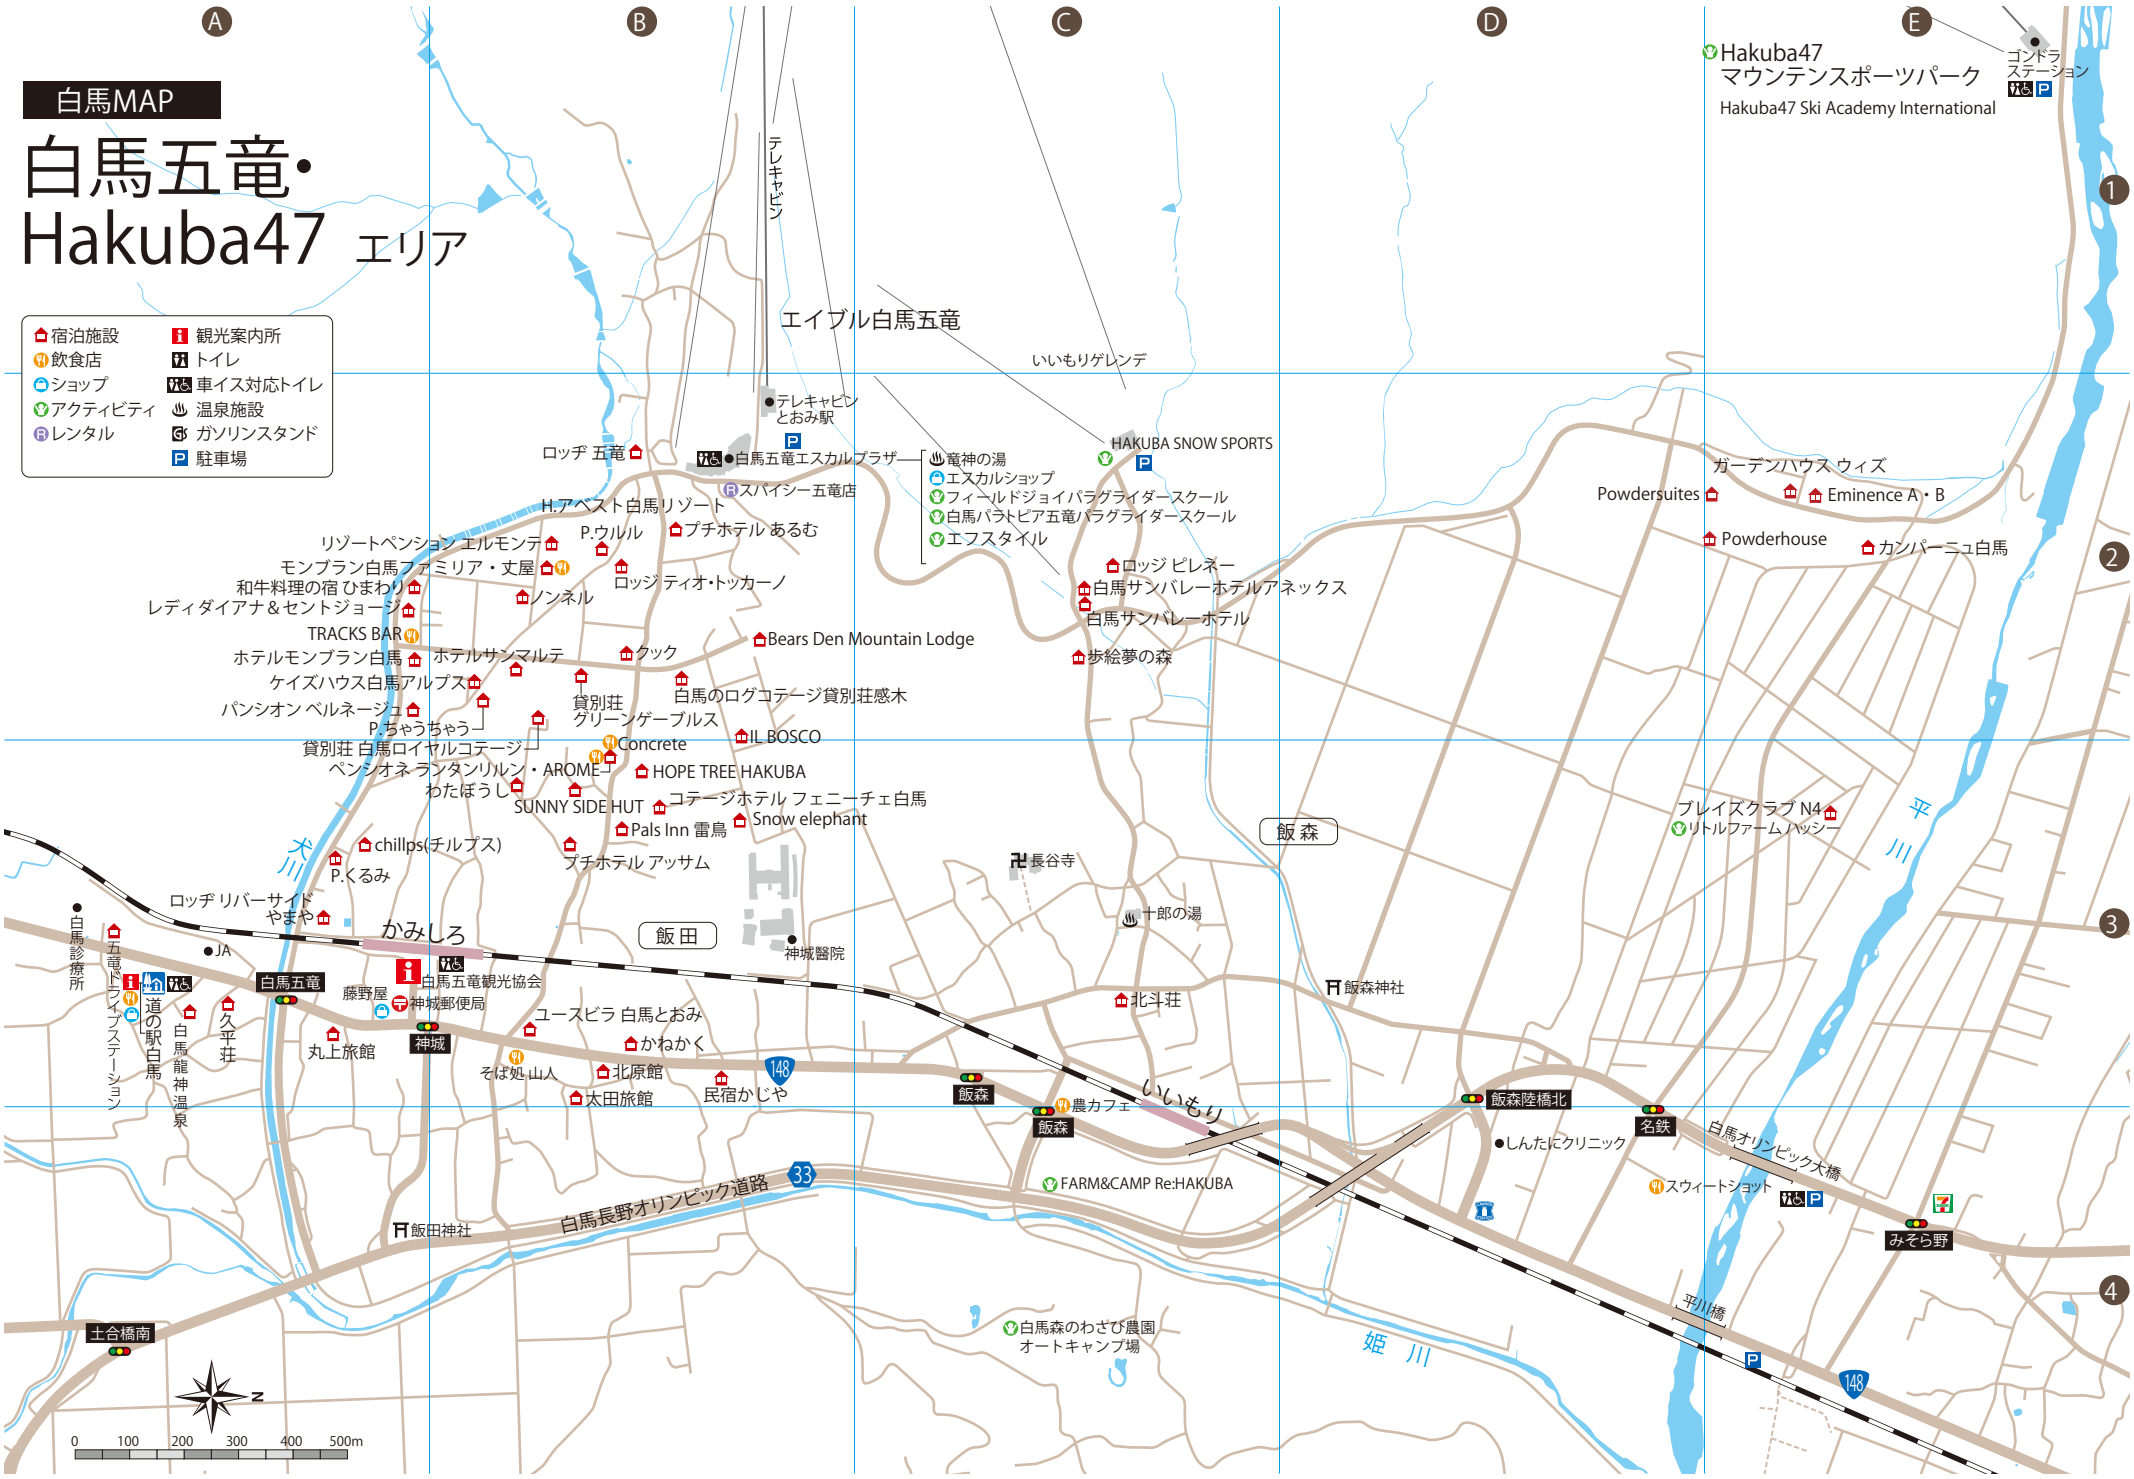 A
B
C
D
E
1
2
3
4
白馬MAP
白馬五竜・
Hakuba47 エリア
宿泊施設
飲食店
ショップ
アクティビティ
R レンタル
観光案内所
トイレ
車イス対応トイレ
温泉施設
GS ガソリンスタンド
P 駐車場
テレキャビン
エイブル白馬五竜
いいもりゲレンデ
Hakuba47
マウンテンスポーツパーク
Hakuba47 Ski Academy International
ゴンドラ
ステーション
P
テレキャビン
とおみ駅
P
ロッヂ 五竜
白馬五竜エスカルプラザ
R スパイシー五竜店
竜神の湯
エスカルショップ
フィールドジョイパラグライダースクール
白馬パラトピア五竜パラグライダースクール
エフスタイル
HAKUBA SNOW SPORTS
P
H.アベスト白馬リゾート
P.ウルル
プチホテル あるむ
リゾートペンション エルモンテ
モンブラン白馬ファミリア・丈屋
ロッジ ティオ・トッカーノ
和牛料理の宿 ひまわり
ノンネル
レディダイアナ&セントジョージ
TRACKS BAR
ホテルモンブラン白馬
ホテルサンマルテ
クック
Bears Den Mountain Lodge
ケイズハウス白馬アルプス
貸別荘
グリーンゲーブルス
白馬のログコテージ貸別荘感木
パンシオン ベルネージュ
P.ちゃうちゃう
貸別荘 白馬ロイヤルコテージ
Concrete
IL BOSCO
ペンシオネ ランタンリルン・AROME
HOPE TREE HAKUBA
わたぼうし
SUNNY SIDE HUT
コテージホテル フェニーチェ白馬
Snow elephant
Pals Inn 雷鳥
プチホテル アッサム
chillps(チルプス)
P.くるみ
ロッヂ リバーサイド
やまや
犬川
ロッジ ピレネー
白馬サンバレーホテルアネックス
白馬サンバレーホテル
歩絵夢の森
ガーデンハウス ウィズ
Powdersuites
Eminence A・B
Powderhouse
カンパーニュ白馬
ブレイズクラブ N4
リトルファーム ハッシー
平川
飯森
長谷寺
十郎の湯
飯田
神城醫院
かみしろ
白馬診療所
五竜ドライブステーション
JA
道の駅白馬
白馬龍神温泉
久平荘
白馬五竜
白馬五竜観光協会
藤野屋
神城郵便局
丸上旅館
神城
ユースビラ 白馬とおみ
かねかく
そば処 山人
北原館
太田旅館
民宿かじや
148
北斗荘
飯森神社
飯森
飯森
農カフェ
いいもり
飯森陸橋北
しんたにクリニック
名鉄
白馬オリンピック大橋
スウィートショット
P
みそら野
FARM&CAMP Re:HAKUBA
33
白馬長野オリンピック道路
飯田神社
土合橋南
白馬森のわさび農園
オートキャンプ場
姫川
平川橋
P
148
N
0 100 200 300 400 500m